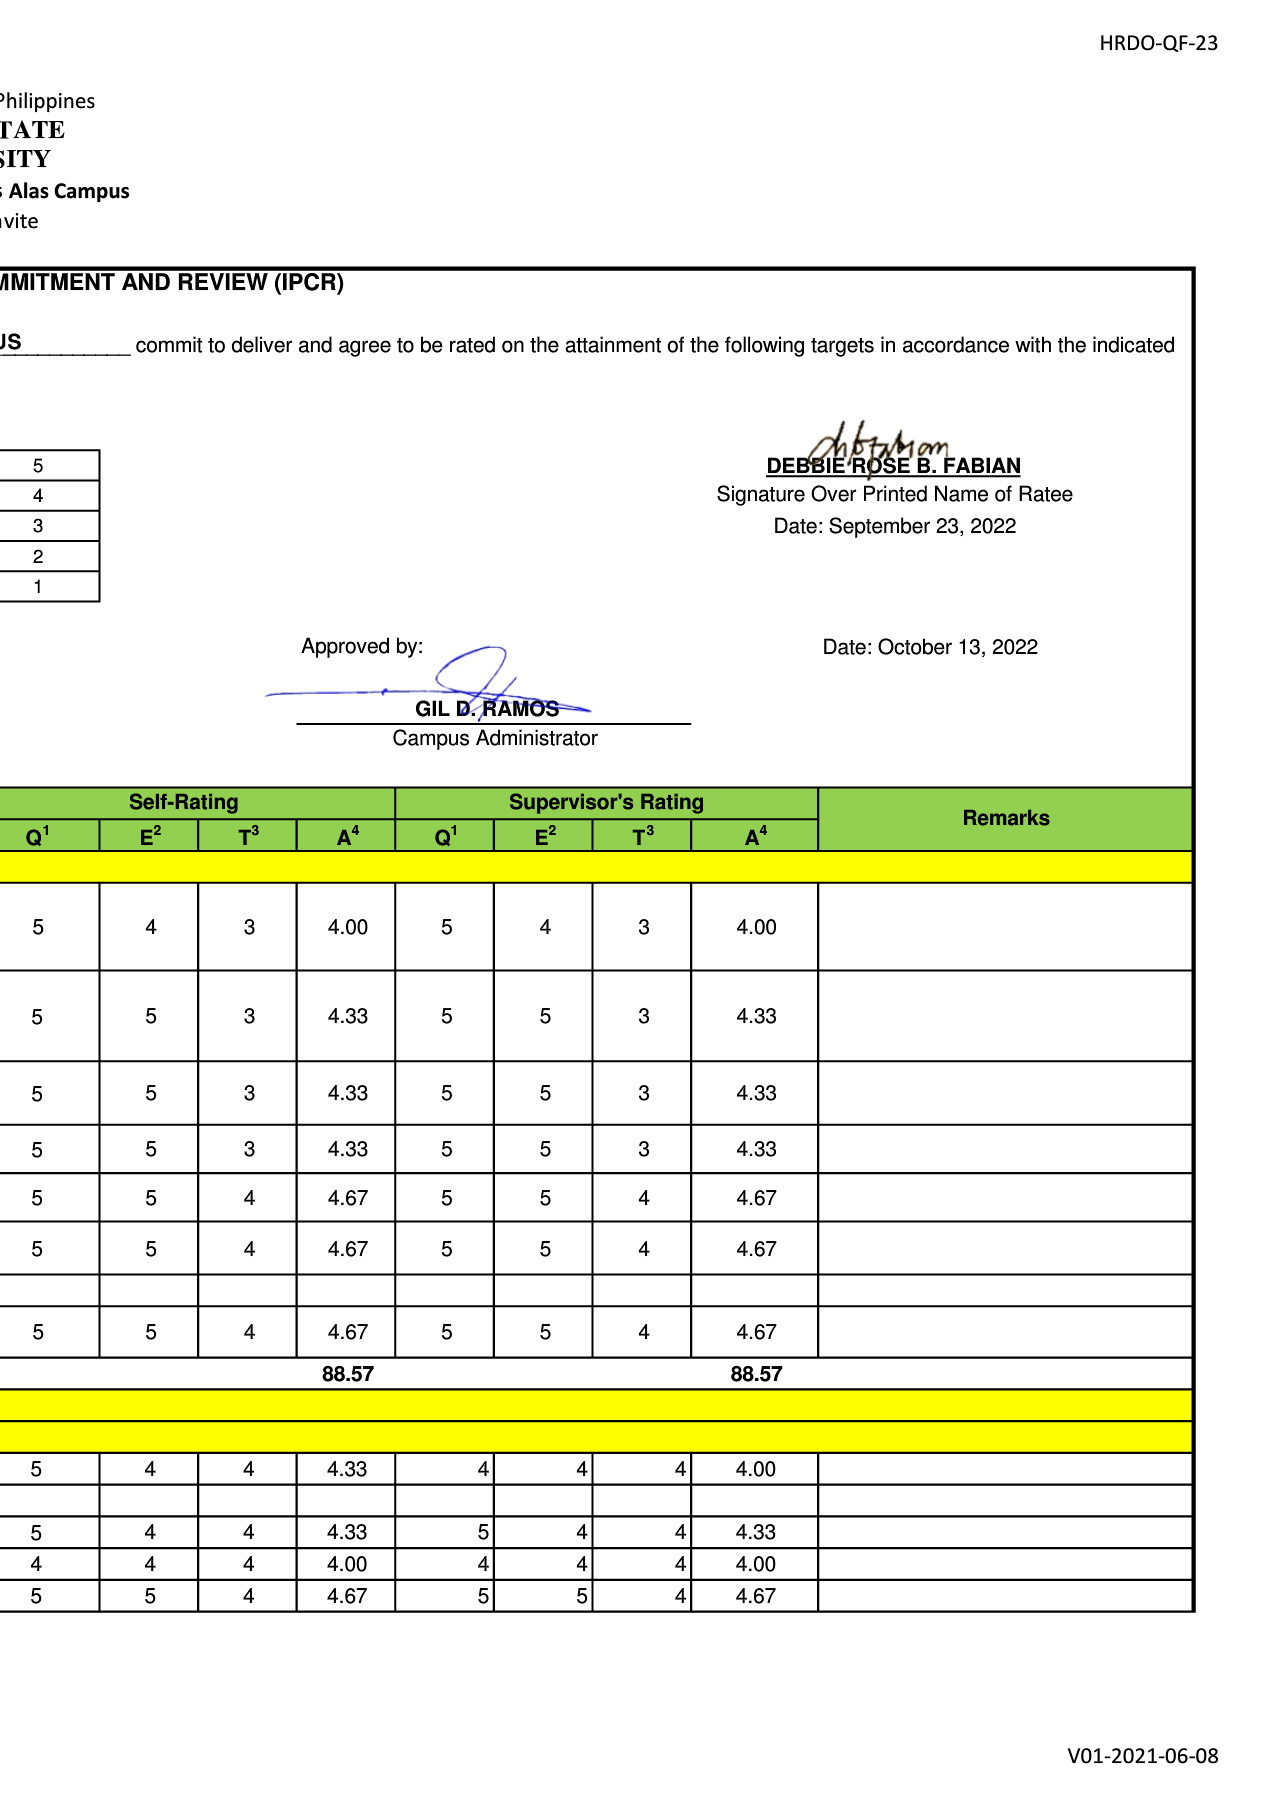 HRDO-QF-23
Philippines
TATE
SITY
s Alas Campus
avite
MMITMENT AND REVIEW (IPCR)
US____________ commit to deliver and agree to be rated on the attainment of the following targets in accordance with the indicated
5
4
3
2
1
DEBBIE ROSE B. FABIAN
Signature Over Printed Name of Ratee
Date: September 23, 2022
Approved by:
Date: October 13, 2022
GIL D. RAMOS
Campus Administrator
Self-Rating Supervisor's Rating Remarks
Q¹ E² T³ A⁴ Q¹ E² T³ A⁴
5 4 3 4.00 5 4 3 4.00
5 5 3 4.33 5 5 3 4.33
5 5 3 4.33 5 5 3 4.33
5 5 3 4.33 5 5 3 4.33
5 5 4 4.67 5 5 4 4.67
5 5 4 4.67 5 5 4 4.67
5 5 4 4.67 5 5 4 4.67
88.57 88.57
5 4 4 4.33 4 4 4 4.00
5 4 4 4.33 5 4 4 4.33
4 4 4 4.00 4 4 4 4.00
5 5 4 4.67 5 5 4 4.67
V01-2021-06-08